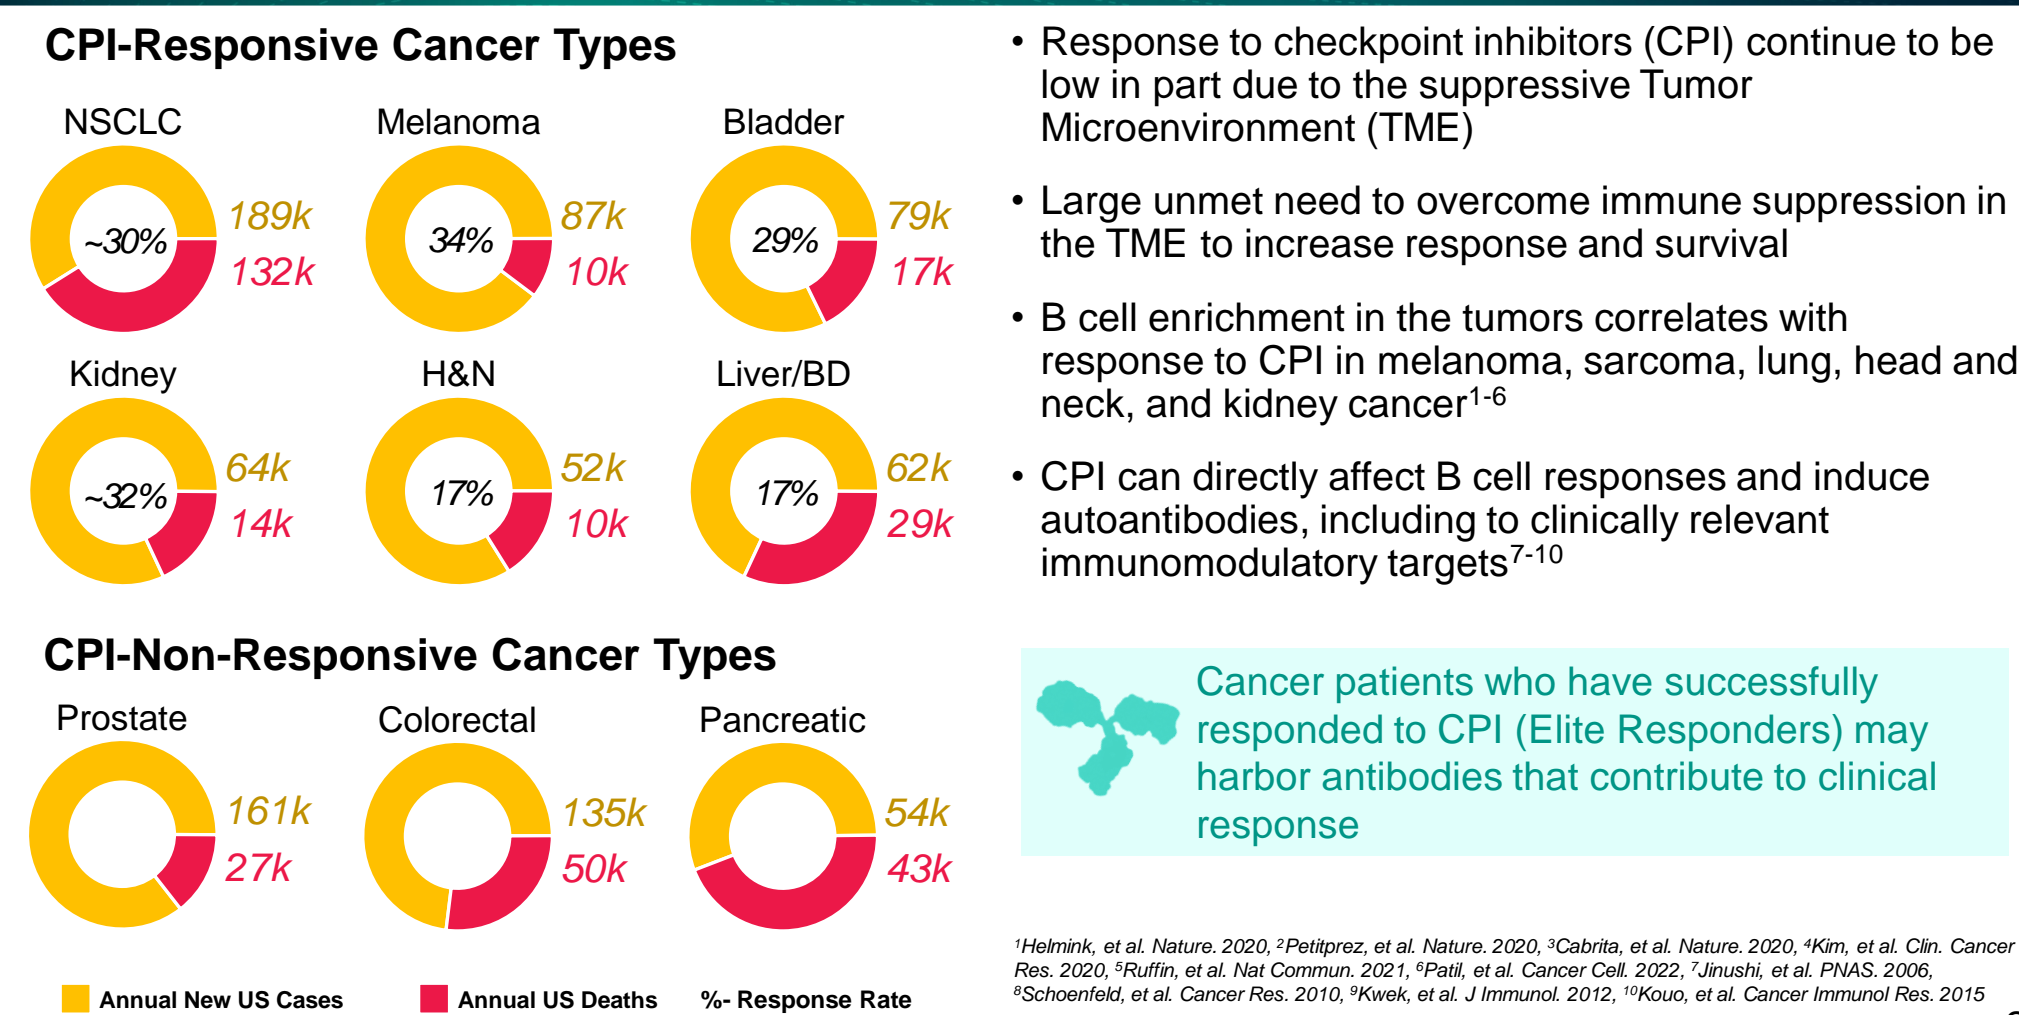 CPI-Responsive Cancer Types
NSCLC
Melanoma
Bladder
~30%
189k
132k
34%
87k
10k
29%
79k
17k
Kidney
H&N
Liver/BD
~32%
64k
14k
17%
52k
10k
17%
62k
29k
CPI-Non-Responsive Cancer Types
Prostate
Colorectal
Pancreatic
161k
27k
135k
50k
54k
43k
Annual New US Cases
Annual US Deaths
%- Response Rate
• Response to checkpoint inhibitors (CPI) continue to be
low in part due to the suppressive Tumor
Microenvironment (TME)
• Large unmet need to overcome immune suppression in
the TME to increase response and survival
• B cell enrichment in the tumors correlates with
response to CPI in melanoma, sarcoma, lung, head and
neck, and kidney cancer1-6
• CPI can directly affect B cell responses and induce
autoantibodies, including to clinically relevant
immunomodulatory targets7-10
Cancer patients who have successfully
responded to CPI (Elite Responders) may
harbor antibodies that contribute to clinical
response
1Helmink, et al. Nature. 2020, 2Petitprez, et al. Nature. 2020, 3Cabrita, et al. Nature. 2020, 4Kim, et al. Clin. Cancer
Res. 2020, 5Ruffin, et al. Nat Commun. 2021, 6Patil, et al. Cancer Cell. 2022, 7Jinushi, et al. PNAS. 2006,
8Schoenfeld, et al. Cancer Res. 2010, 9Kwek, et al. J Immunol. 2012, 10Kouo, et al. Cancer Immunol Res. 2015